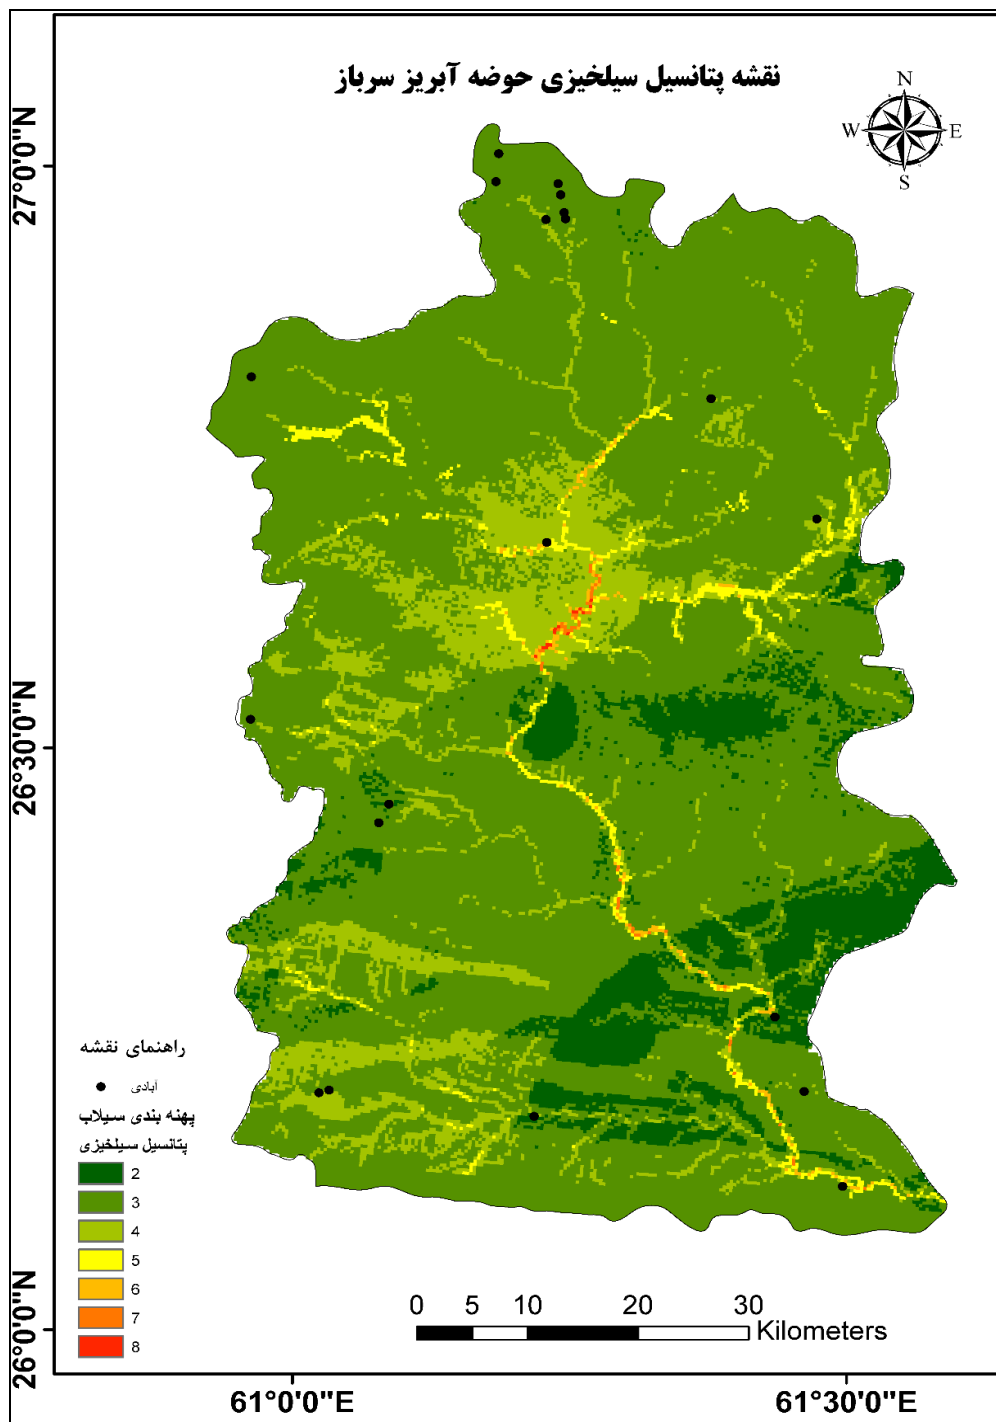 نقشه پتانسیل سیلخیزی حوضه آبریز سرباز
N
W E
S
27°0'0"N
26°30'0"N
26°0'0"N
راهنمای نقشه
آبادی
پهنه بندی سیلاب
پتانسیل سیلخیزی
2
3
4
5
6
7
8
0 5 10 20 30
Kilometers
61°0'0"E
61°30'0"E